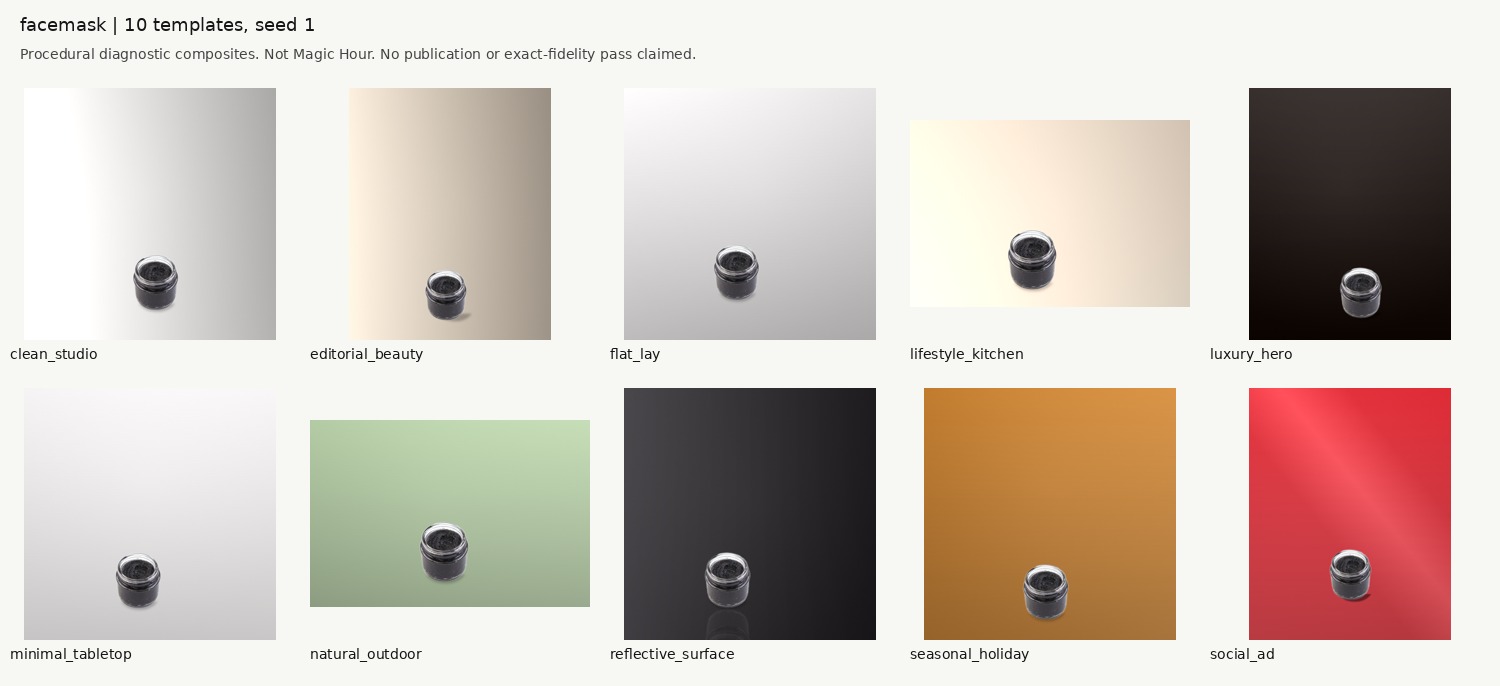 facemask | 10 templates, seed 1
Procedural diagnostic composites. Not Magic Hour. No publication or exact-fidelity pass claimed.
clean_studio
editorial_beauty
flat_lay
lifestyle_kitchen
luxury_hero
minimal_tabletop
natural_outdoor
reflective_surface
seasonal_holiday
social_ad